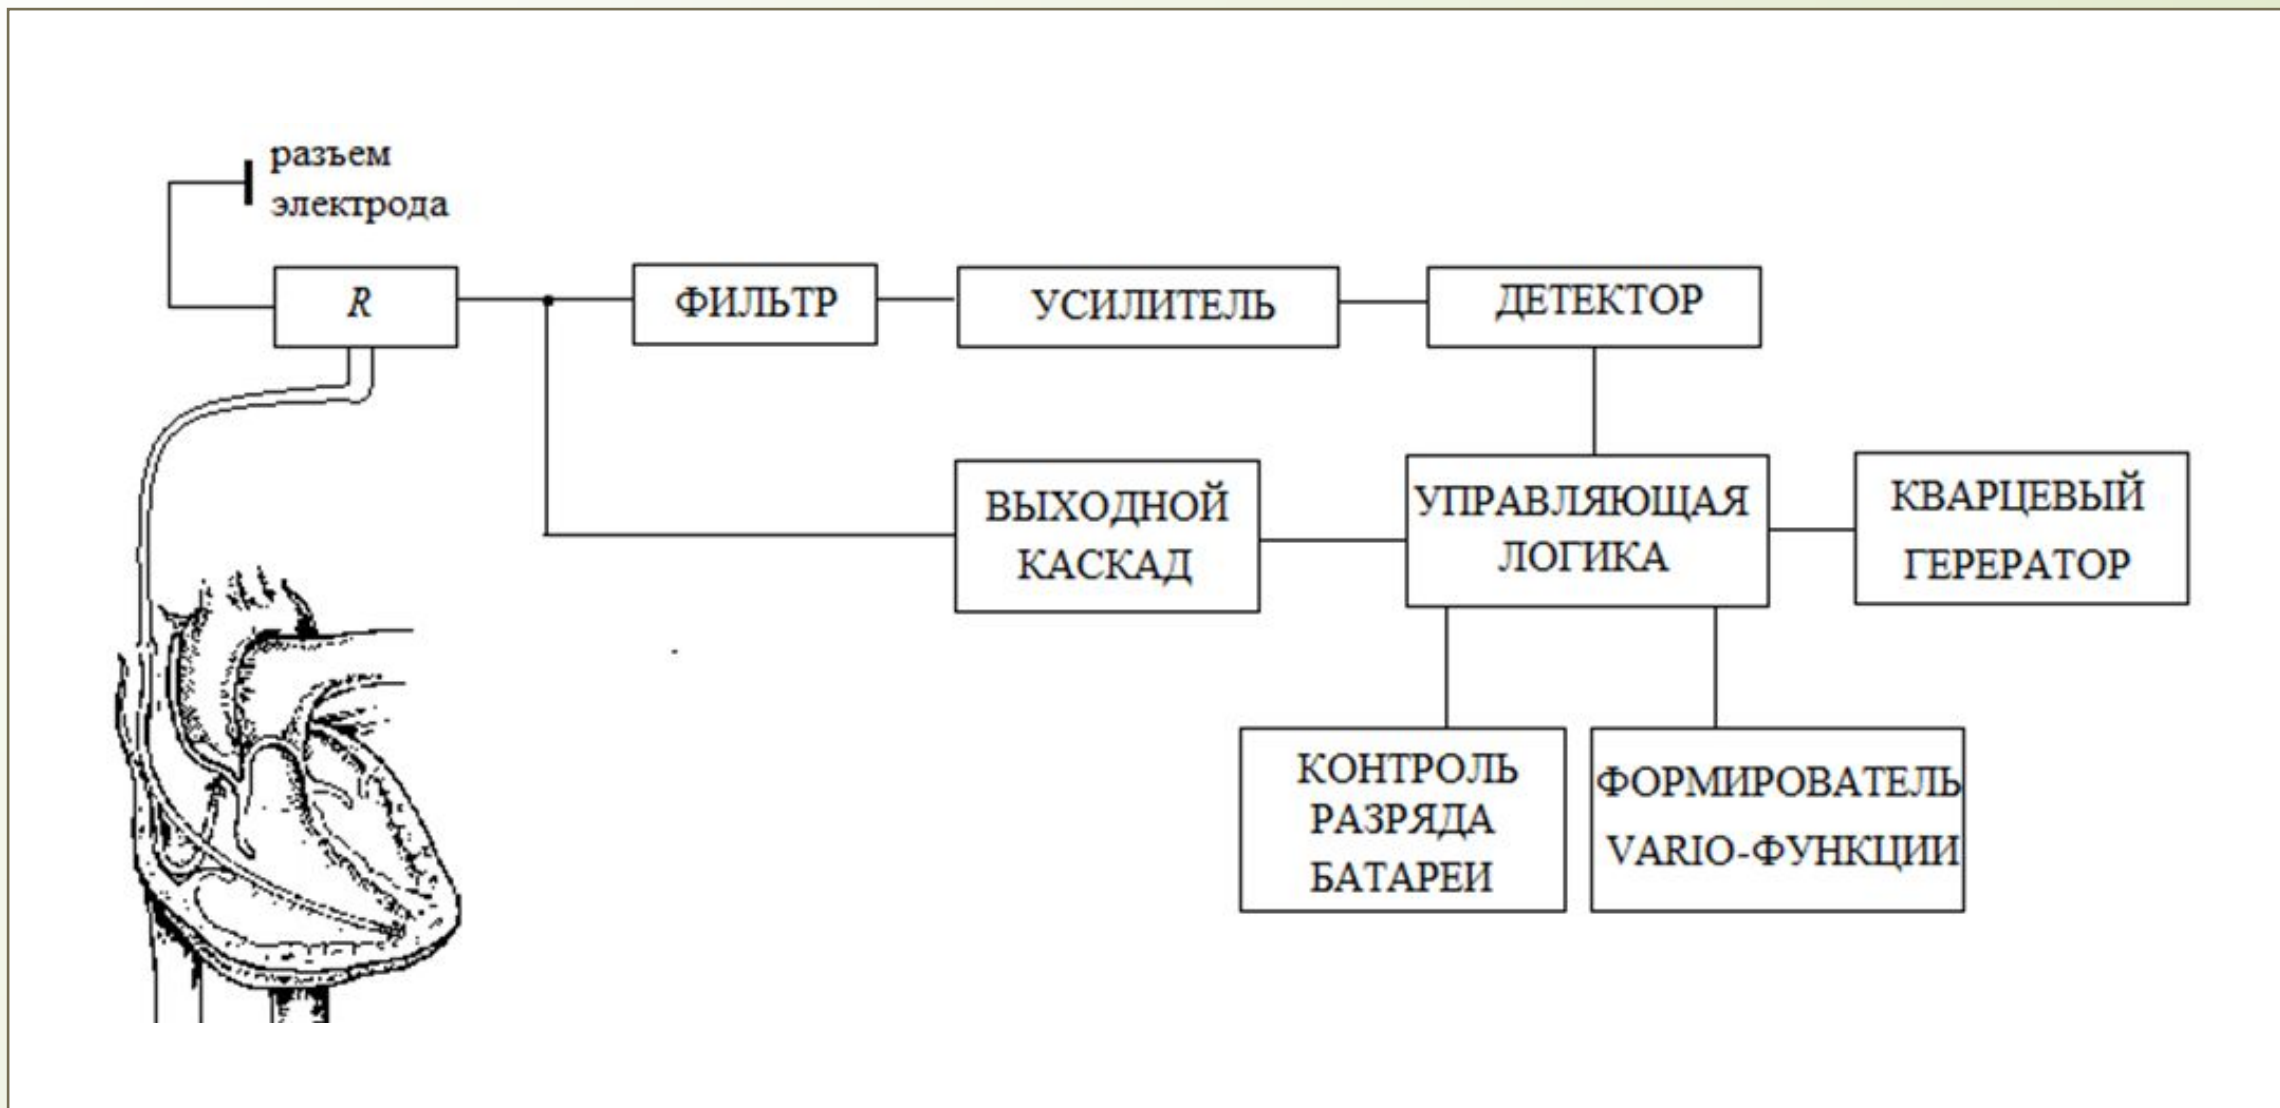 разъем
электрода
R
ФИЛЬТР
УСИЛИТЕЛЬ
ДЕТЕКТОР
ВЫХОДНОЙ
КАСКАД
УПРАВЛЯЮЩАЯ
ЛОГИКА
КВАРЦЕВЫЙ
ГЕРЕРАТОР
КОНТРОЛЬ
РАЗРЯДА
БАТАРЕИ
ФОРМИРОВАТЕЛЬ
VARIO-ФУНКЦИИ